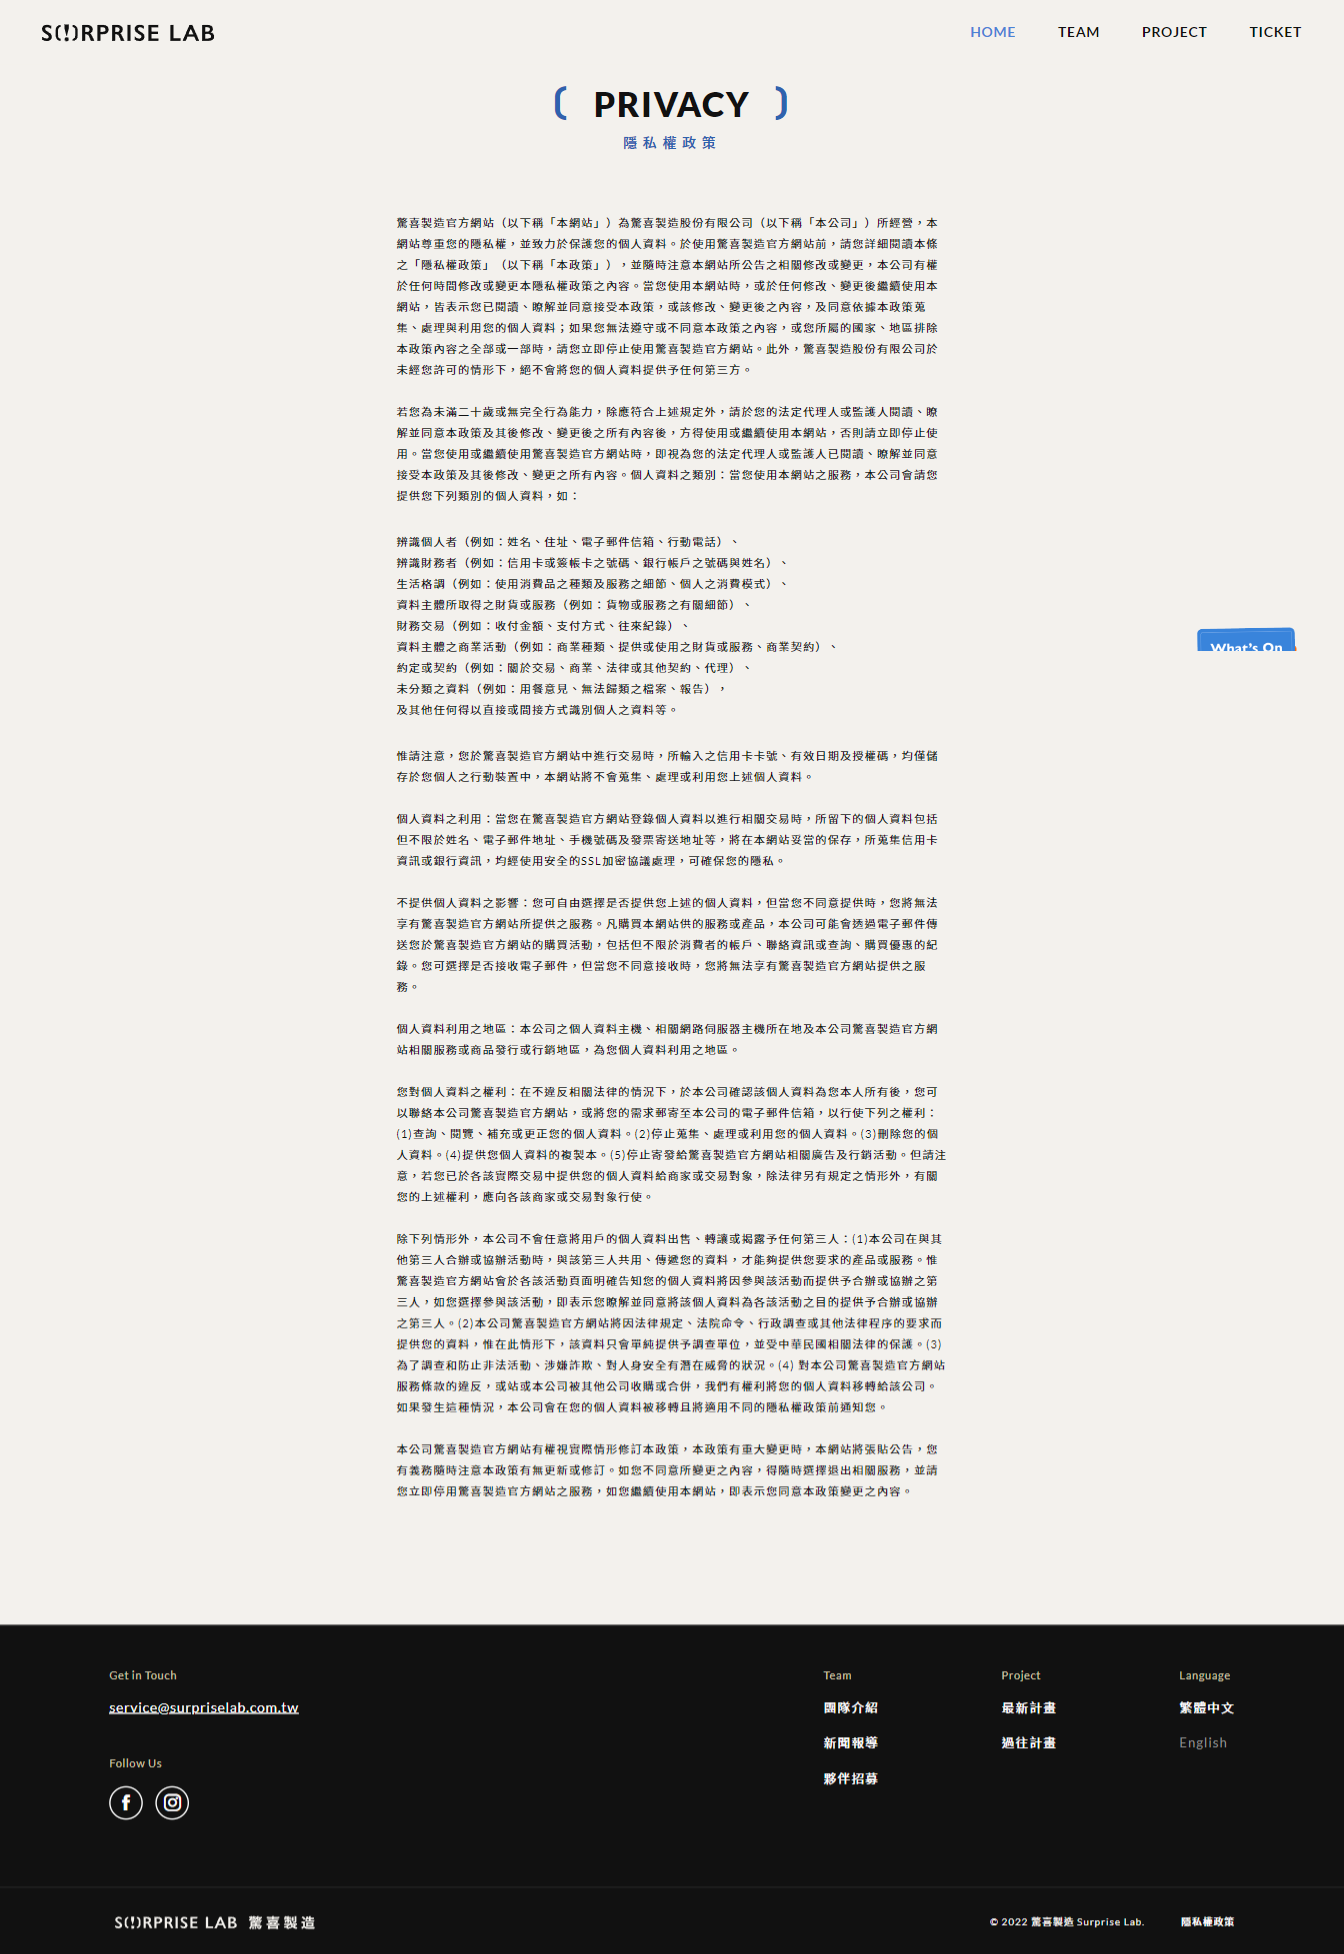 S(!)RPRISE LAB
HOME
TEAM
PROJECT
TICKET
PRIVACY
隱私權政策
驚喜製造官方網站（以下稱「本網站」）為驚喜製造股份有限公司（以下稱「本公司」）所經營，本
網站尊重您的隱私權，並致力於保護您的個人資料。於使用驚喜製造官方網站前，請您詳細閱讀本條
之「隱私權政策」（以下稱「本政策」），並隨時注意本網站所公告之相關修改或變更，本公司有權
於任何時間修改或變更本隱私權政策之內容。當您使用本網站時，或於任何修改、變更後繼續使用本
網站，皆表示您已閱讀、瞭解並同意接受本政策，或該修改、變更後之內容，及同意依據本政策蒐
集、處理與利用您的個人資料；如果您無法遵守或不同意本政策之內容，或您所屬的國家、地區排除
本政策內容之全部或一部時，請您立即停止使用驚喜製造官方網站。此外，驚喜製造股份有限公司於
未經您許可的情形下，絕不會將您的個人資料提供予任何第三方。
若您為未滿二十歲或無完全行為能力，除應符合上述規定外，請於您的法定代理人或監護人閱讀、瞭
解並同意本政策及其後修改、變更後之所有內容後，方得使用或繼續使用本網站，否則請立即停止使
用。當您使用或繼續使用驚喜製造官方網站時，即視為您的法定代理人或監護人已閱讀、瞭解並同意
接受本政策及其後修改、變更之所有內容。個人資料之類別：當您使用本網站之服務，本公司會請您
提供您下列類別的個人資料，如：
辨識個人者（例如：姓名、住址、電子郵件信箱、行動電話）、
辨識財務者（例如：信用卡或簽帳卡之號碼、銀行帳戶之號碼與姓名）、
生活格調（例如：使用消費品之種類及服務之細節、個人之消費模式）、
資料主體所取得之財貨或服務（例如：貨物或服務之有關細節）、
財務交易（例如：收付金額、支付方式、往來紀錄）、
What's On
資料主體之商業活動（例如：商業種類、提供或使用之財貨或服務、商業契約）、
約定或契約（例如：關於交易、商業、法律或其他契約、代理）、
未分類之資料（例如：用餐意見、無法歸類之檔案、報告），
及其他任何得以直接或間接方式識別個人之資料等。
惟請注意，您於驚喜製造官方網站中進行交易時，所輸入之信用卡卡號、有效日期及授權碼，均僅儲
存於您個人之行動裝置中，本網站將不會蒐集、處理或利用您上述個人資料。
個人資料之利用：當您在驚喜製造官方網站登錄個人資料以進行相關交易時，所留下的個人資料包括
但不限於姓名、電子郵件地址、手機號碼及發票寄送地址等，將在本網站妥當的保存，所蒐集信用卡
資訊或銀行資訊，均經使用安全的SSL加密協議處理，可確保您的隱私。
不提供個人資料之影響：您可自由選擇是否提供您上述的個人資料，但當您不同意提供時，您將無法
享有驚喜製造官方網站所提供之服務。凡購買本網站供的服務或產品，本公司可能會透過電子郵件傳
送您於驚喜製造官方網站的購買活動，包括但不限於消費者的帳戶、聯絡資訊或查詢、購買優惠的紀
錄。您可選擇是否接收電子郵件，但當您不同意接收時，您將無法享有驚喜製造官方網站提供之服
務。
個人資料利用之地區：本公司之個人資料主機、相關網路伺服器主機所在地及本公司驚喜製造官方網
站相關服務或商品發行或行銷地區，為您個人資料利用之地區。
您對個人資料之權利：在不違反相關法律的情況下，於本公司確認該個人資料為您本人所有後，您可
以聯絡本公司驚喜製造官方網站，或將您的需求郵寄至本公司的電子郵件信箱，以行使下列之權利：
(1)查詢、閱覽、補充或更正您的個人資料。(2)停止蒐集、處理或利用您的個人資料。(3)刪除您的個
人資料。(4)提供您個人資料的複製本。(5)停止寄發給驚喜製造官方網站相關廣告及行銷活動。但請注
意，若您已於各該實際交易中提供您的個人資料給商家或交易對象，除法律另有規定之情形外，有關
您的上述權利，應向各該商家或交易對象行使。
除下列情形外，本公司不會任意將用戶的個人資料出售、轉讓或揭露予任何第三人：(1)本公司在與其
他第三人合辦或協辦活動時，與該第三人共用、傳遞您的資料，才能夠提供您要求的產品或服務。惟
驚喜製造官方網站會於各該活動頁面明確告知您的個人資料將因參與該活動而提供予合辦或協辦之第
三人，如您選擇參與該活動，即表示您瞭解並同意將該個人資料為各該活動之目的提供予合辦或協辦
之第三人。(2)本公司驚喜製造官方網站將因法律規定、法院命令、行政調查或其他法律程序的要求而
提供您的資料，惟在此情形下，該資料只會單純提供予調查單位，並受中華民國相關法律的保護。(3)
為了調查和防止非法活動、涉嫌詐欺、對人身安全有潛在威脅的狀況。(4) 對本公司驚喜製造官方網站
服務條款的違反，或站或本公司被其他公司收購或合併，我們有權利將您的個人資料移轉給該公司。
如果發生這種情況，本公司會在您的個人資料被移轉且將適用不同的隱私權政策前通知您。
本公司驚喜製造官方網站有權視實際情形修訂本政策，本政策有重大變更時，本網站將張貼公告，您
有義務隨時注意本政策有無更新或修訂。如您不同意所變更之內容，得隨時選擇退出相關服務，並請
您立即停用驚喜製造官方網站之服務，如您繼續使用本網站，即表示您同意本政策變更之內容。
Get in Touch
service@surpriselab.com.tw
Follow Us
Team
團隊介紹
新聞報導
夥伴招募
Project
最新計畫
過往計畫
Language
繁體中文
English
S(!)RPRISE LAB 驚喜製造
© 2022 驚喜製造 Surprise Lab.
隱私權政策